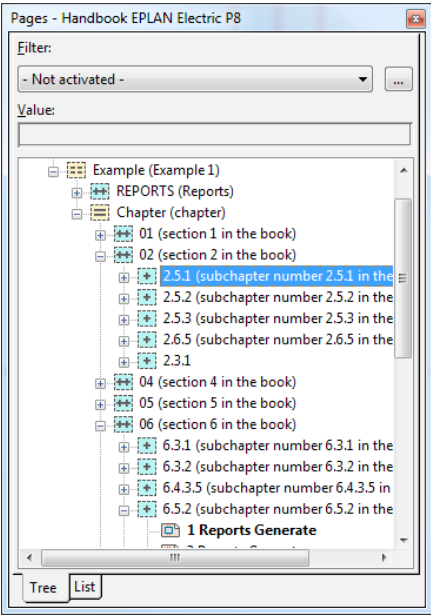 Pages - Handbook EPLAN Electric P8
Filter:
- Not activated -
...
Value:
Example (Example 1)
REPORTS (Reports)
Chapter (chapter)
01 (section 1 in the book)
02 (section 2 in the book)
2.5.1 (subchapter number 2.5.1 in the
2.5.2 (subchapter number 2.5.2 in the
2.5.3 (subchapter number 2.5.3 in the
2.6.5 (subchapter number 2.6.5 in the
2.3.1
04 (section 4 in the book)
05 (section 5 in the book)
06 (section 6 in the book)
6.3.1 (subchapter number 6.3.1 in the
6.3.2 (subchapter number 6.3.2 in the
6.4.3.5 (subchapter number 6.4.3.5 in
6.5.2 (subchapter number 6.5.2 in the
1 Reports Generate
Tree List